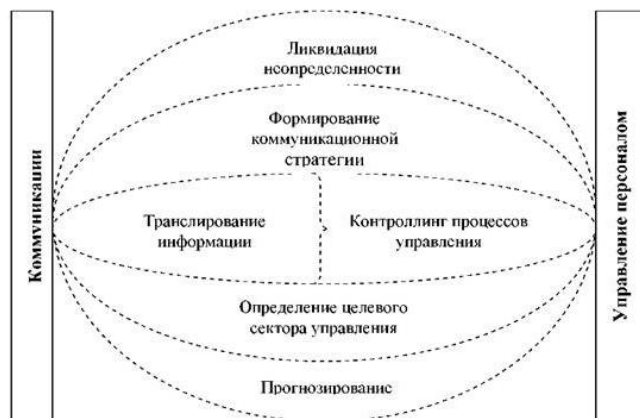 Коммуникации
Ликвидация
неопределенности
Формирование
коммуникационной
стратегии
Транслирование
информации
Контроллинг процессов
управления
Определение целевого
сектора управления
Прогнозирование
Управление персоналом